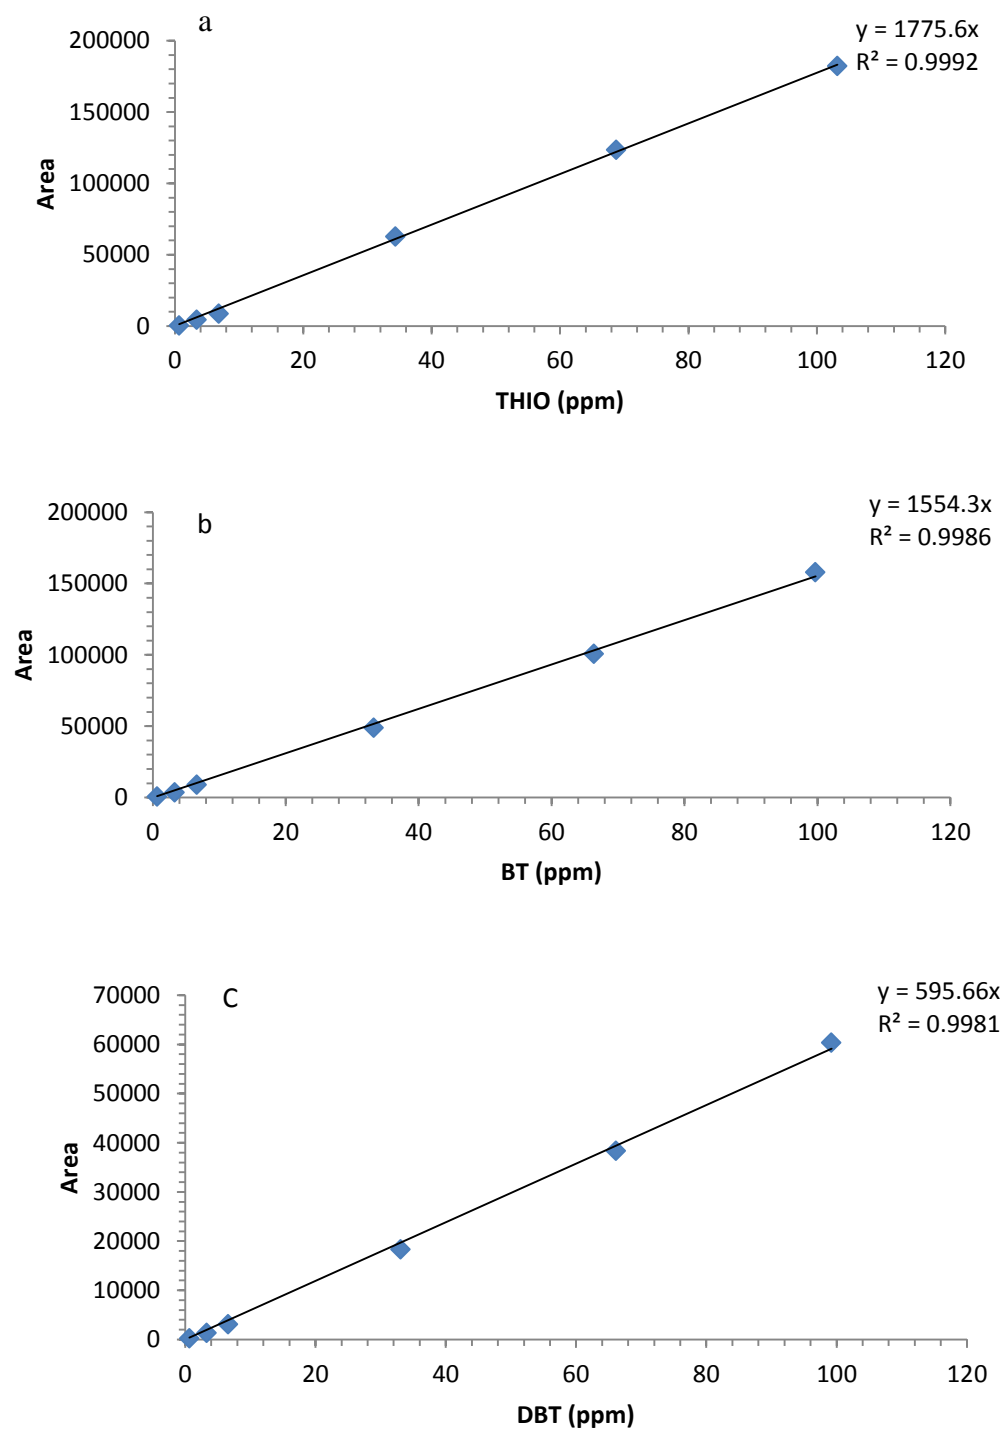 a
y = 1775.6x
R² = 0.9992
200000
150000
100000
50000
0
Area
0 20 40 60 80 100 120
THIO (ppm)
b
y = 1554.3x
R² = 0.9986
200000
150000
100000
50000
0
Area
0 20 40 60 80 100 120
BT (ppm)
C
y = 595.66x
R² = 0.9981
70000
60000
50000
40000
30000
20000
10000
0
Area
0 20 40 60 80 100 120
DBT (ppm)